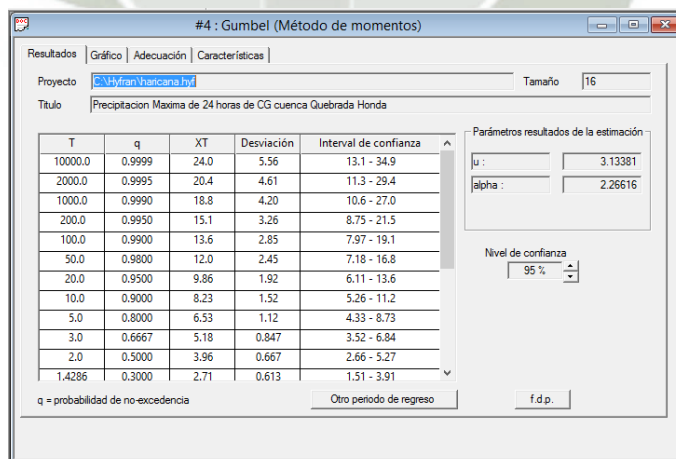 #4 : Gumbel (Método de momentos)
Resultados Gráfico Adecuación Características
Proyecto C:\Hyfran\haricana.hyf Tamaño 16
Titulo Precipitacion Maxima de 24 horas de CG cuenca Quebrada Honda
Parámetros resultados de la estimación
u : 3.13381
alpha : 2.26616
Nivel de confianza
95 %
T q XT Desviación Interval de confianza
10000.0 0.9999 24.0 5.56 13.1 - 34.9
2000.0 0.9995 20.4 4.61 11.3 - 29.4
1000.0 0.9990 18.8 4.20 10.6 - 27.0
200.0 0.9950 15.1 3.26 8.75 - 21.5
100.0 0.9900 13.6 2.85 7.97 - 19.1
50.0 0.9800 12.0 2.45 7.18 - 16.8
20.0 0.9500 9.86 1.92 6.11 - 13.6
10.0 0.9000 8.23 1.52 5.26 - 11.2
5.0 0.8000 6.53 1.12 4.33 - 8.73
3.0 0.6667 5.18 0.847 3.52 - 6.84
2.0 0.5000 3.96 0.667 2.66 - 5.27
1.4286 0.3000 2.71 0.613 1.51 - 3.91
q = probabilidad de no-excedencia Otro periodo de regreso f.d.p.